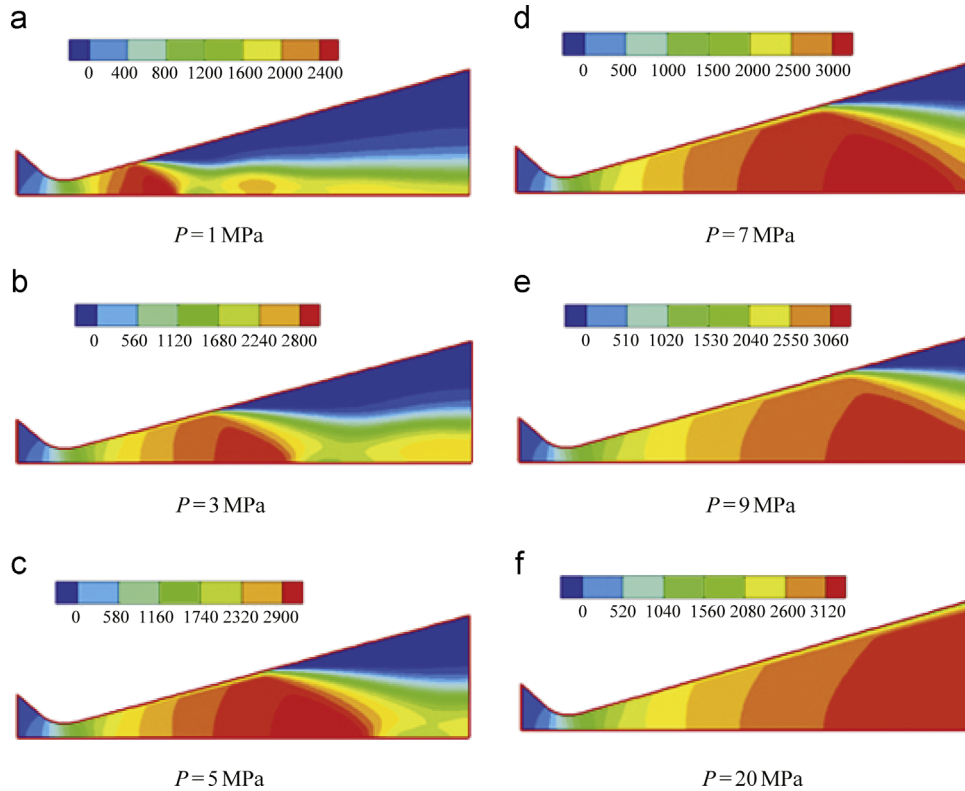 a
0 400 800 1200 1600 2000 2400
P = 1 MPa
b
0 560 1120 1680 2240 2800
P = 3 MPa
c
0 580 1160 1740 2320 2900
P = 5 MPa
d
0 500 1000 1500 2000 2500 3000
P = 7 MPa
e
0 510 1020 1530 2040 2550 3060
P = 9 MPa
f
0 520 1040 1560 2080 2600 3120
P = 20 MPa